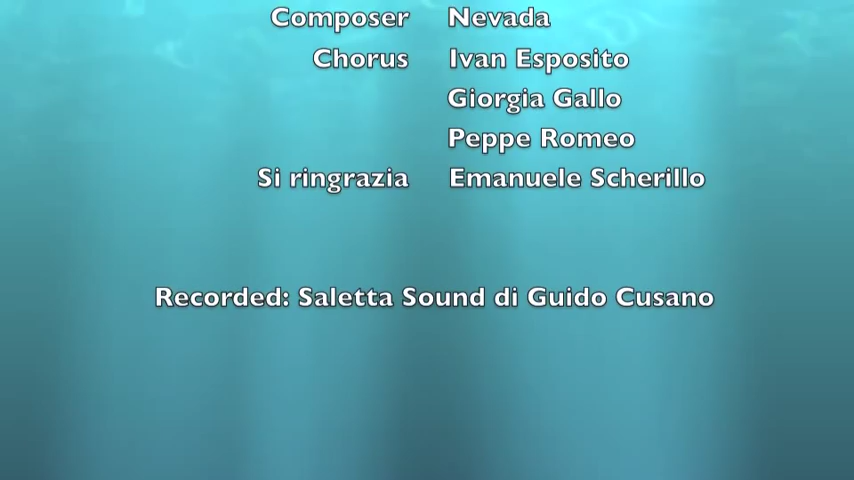 Composer Nevada
Chorus Ivan Esposito
Giorgia Gallo
Peppe Romeo
Si ringrazia Emanuele Scherillo
Recorded: Saletta Sound di Guido Cusano